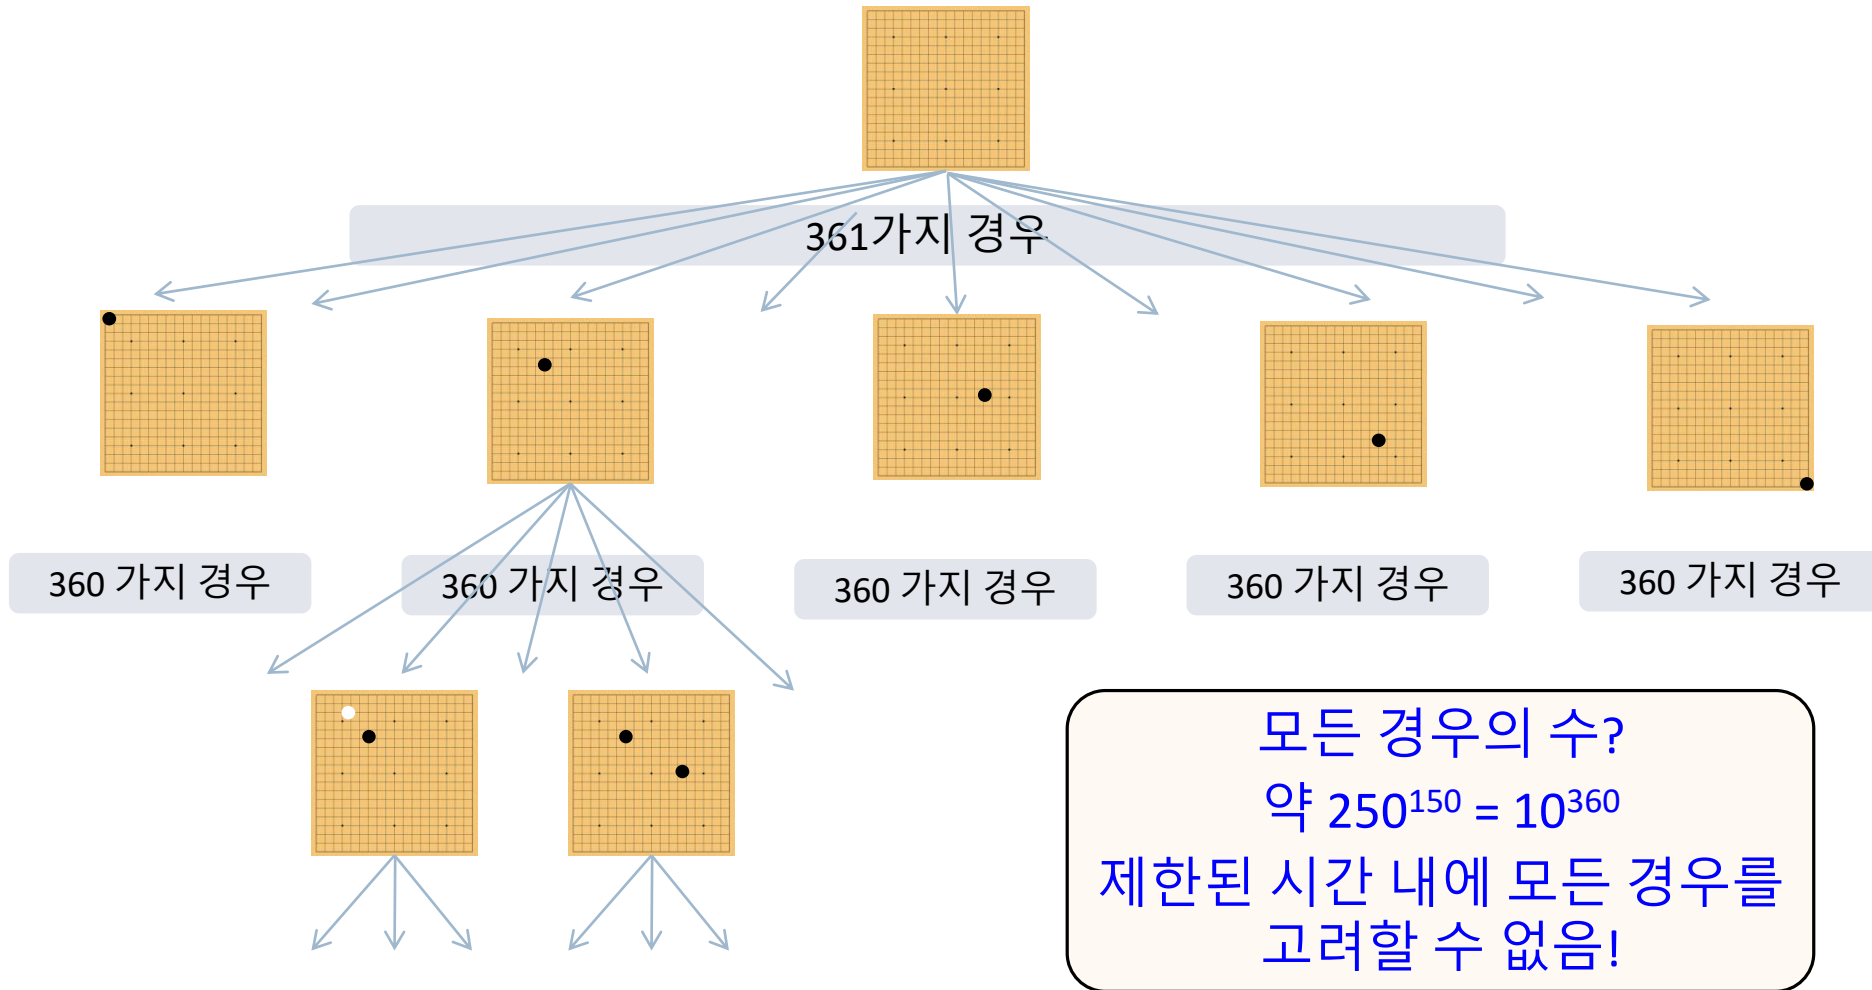 361가지 경우
360 가지 경우
360 가지 경우
360 가지 경우
360 가지 경우
360 가지 경우
모든 경우의 수?
약 250¹⁵⁰ = 10³⁶⁰
제한된 시간 내에 모든 경우를
고려할 수 없음!